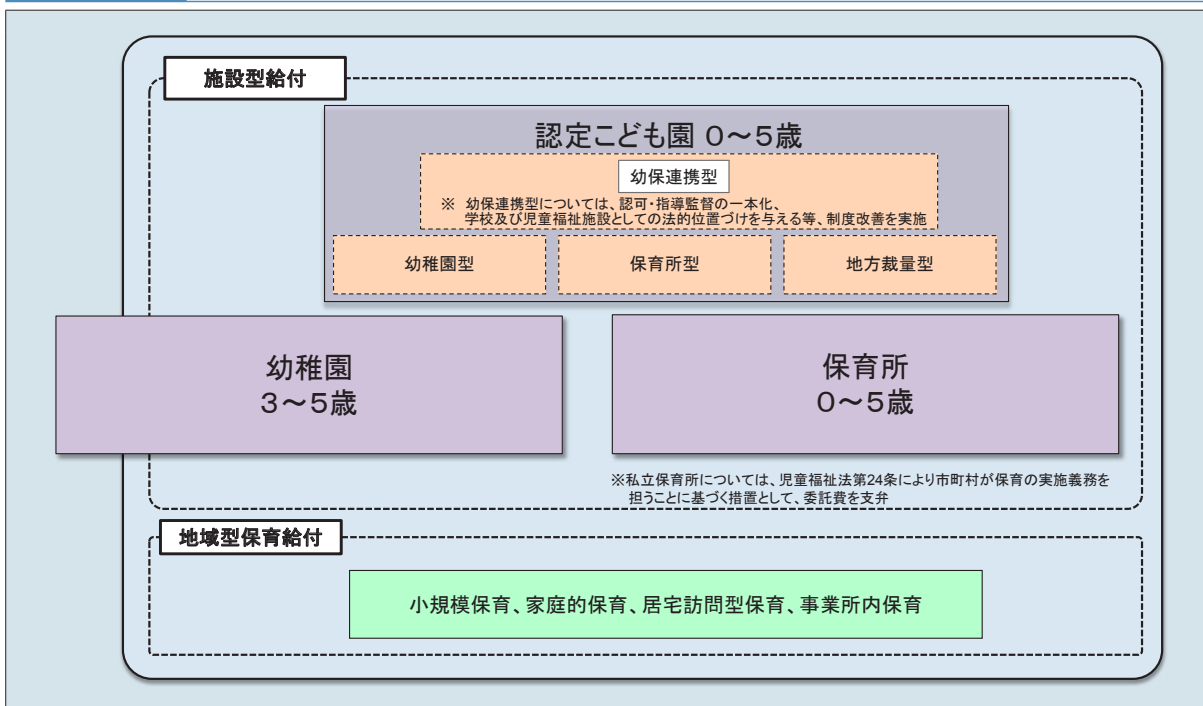 施設型給付
認定こども園 0~5歳
幼保連携型
※ 幼保連携型については、認可・指導監督の一本化、
学校及び児童福祉施設としての法的位置づけを与える等、制度改善を実施
幼稚園型
保育所型
地方裁量型
幼稚園
3~5歳
保育所
0~5歳
※私立保育所については、児童福祉法第24条により市町村が保育の実施義務を
担うことに基づく措置として、委託費を支弁
地域型保育給付
小規模保育、家庭的保育、居宅訪問型保育、事業所内保育